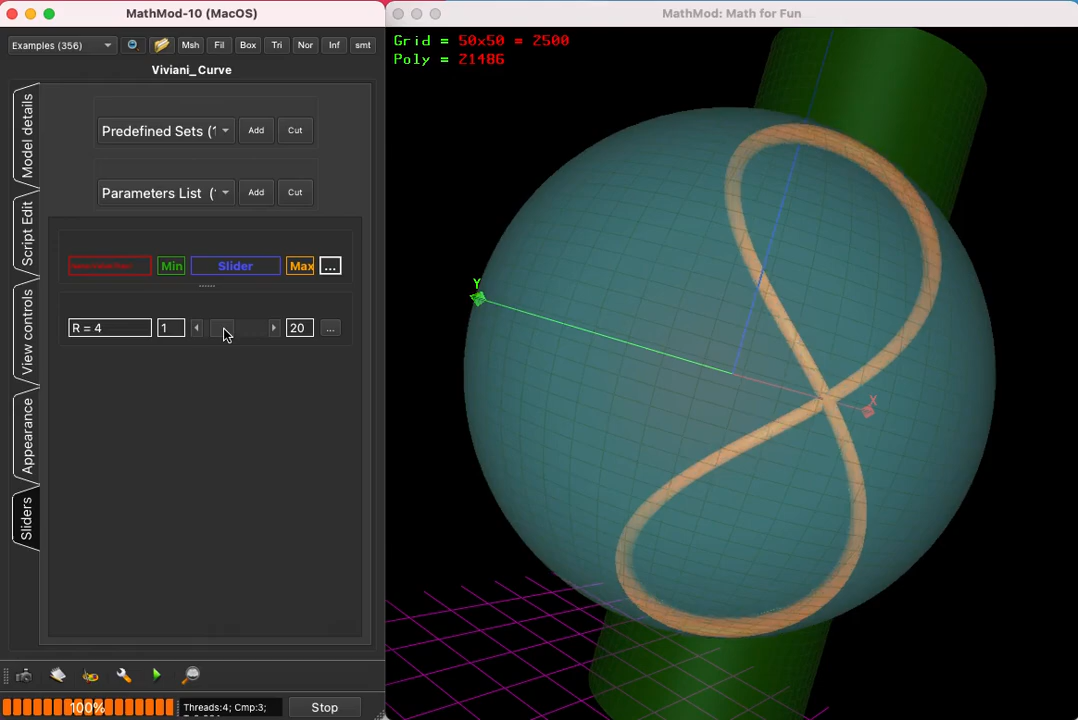 MathMod-10 (MacOS)
MathMod: Math for Fun
Examples (356)
Msh
Fil
Box
Tri
Nor
Inf
smt
Viviani_Curve
Grid = 50x50 = 2500
Poly = 21486
Model details
Script Edit
View controls
Appearance
Sliders
Predefined Sets (1
Add
Cut
Parameters List (
Add
Cut
Min
Slider
Max
...
R = 4
1
20
...
Y
X
100%
Threads:4; Cmp:3;
Stop